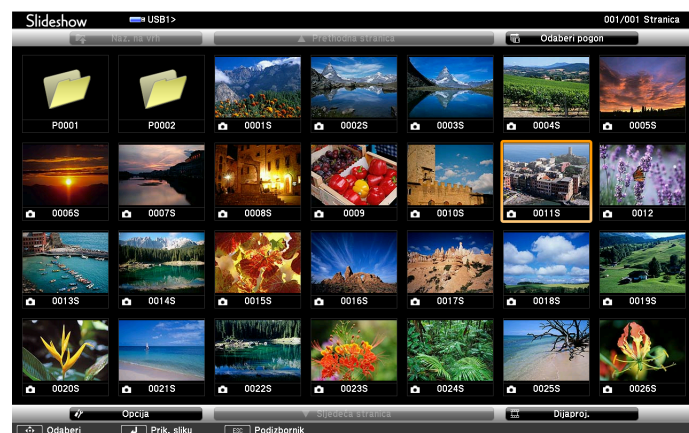 Slideshow USB1> 001/001 Stranica
Naz. na vrh Prethodna stranica Odaberi pogon
P0001 P0002 0001S 0002S 0003S 0004S 0005S
0006S 0007S 0008S 0009 0010S 0011S 0012
0013S 0014S 0015S 0016S 0017S 0018S 0019S
0020S 0021S 0022S 0023S 0024S 0025S 0026S
Opcija Sljedeća stranica Dijaproj.
Odaberi Prik. sliku ESC Podizbornik